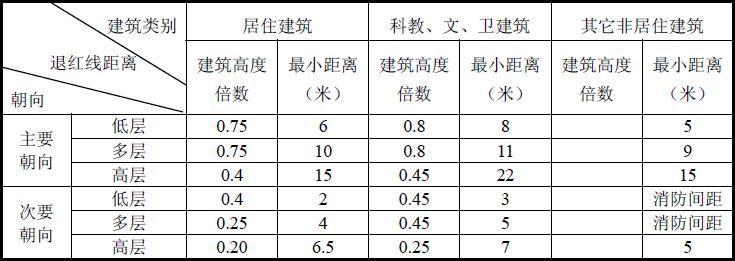 建筑类别 居住建筑 科教、文、卫建筑 其它非居住建筑
退红线距离 建筑高度倍数 最小距离（米） 建筑高度倍数 最小距离（米） 建筑高度倍数 最小距离（米）
朝向
主要朝向 低层 0.75 6 0.8 8 5
多层 0.75 10 0.8 11 9
高层 0.4 15 0.45 22 15
次要朝向 低层 0.4 2 0.45 3 消防间距
多层 0.25 4 0.45 5 消防间距
高层 0.20 6.5 0.25 7 5